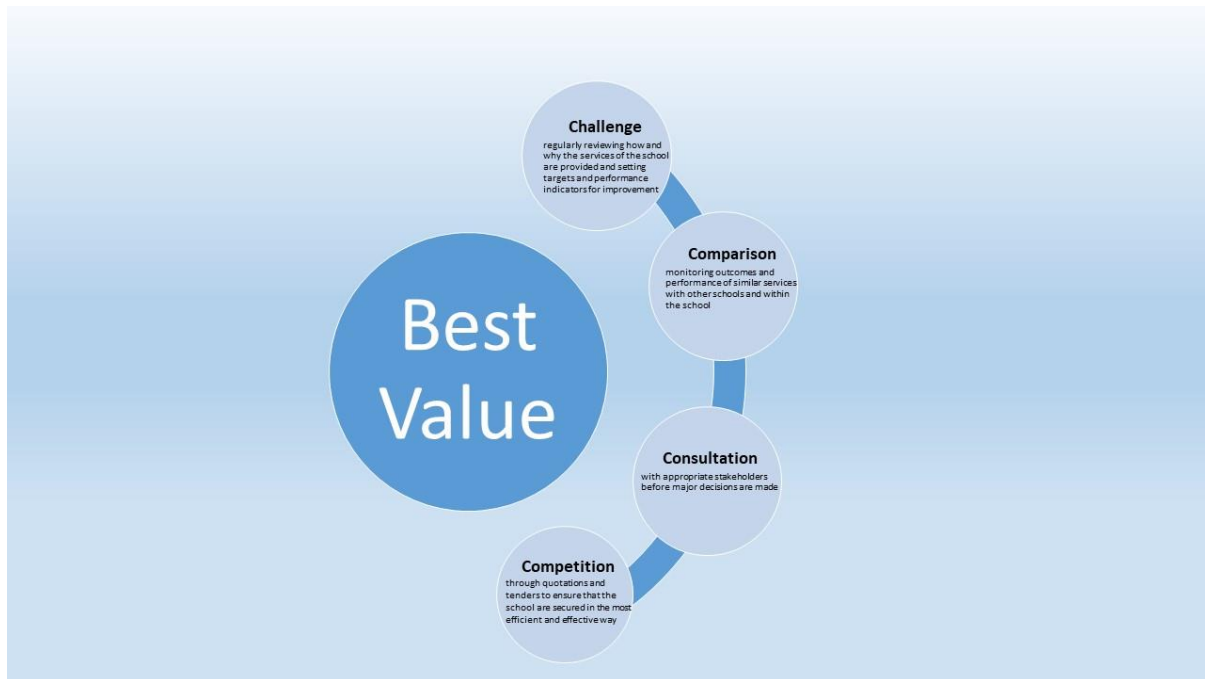 Challenge
regularly reviewing how and
why the services of the school
are provided and setting
targets and performance
indicators for improvement
Comparison
monitoring outcomes and
performance of similar services
with other schools and within
the school
Best
Value
Consultation
with appropriate stakeholders
before major decisions are made
Competition
through quotations and
tenders to ensure that the
school are secured in the most
efficient and effective way